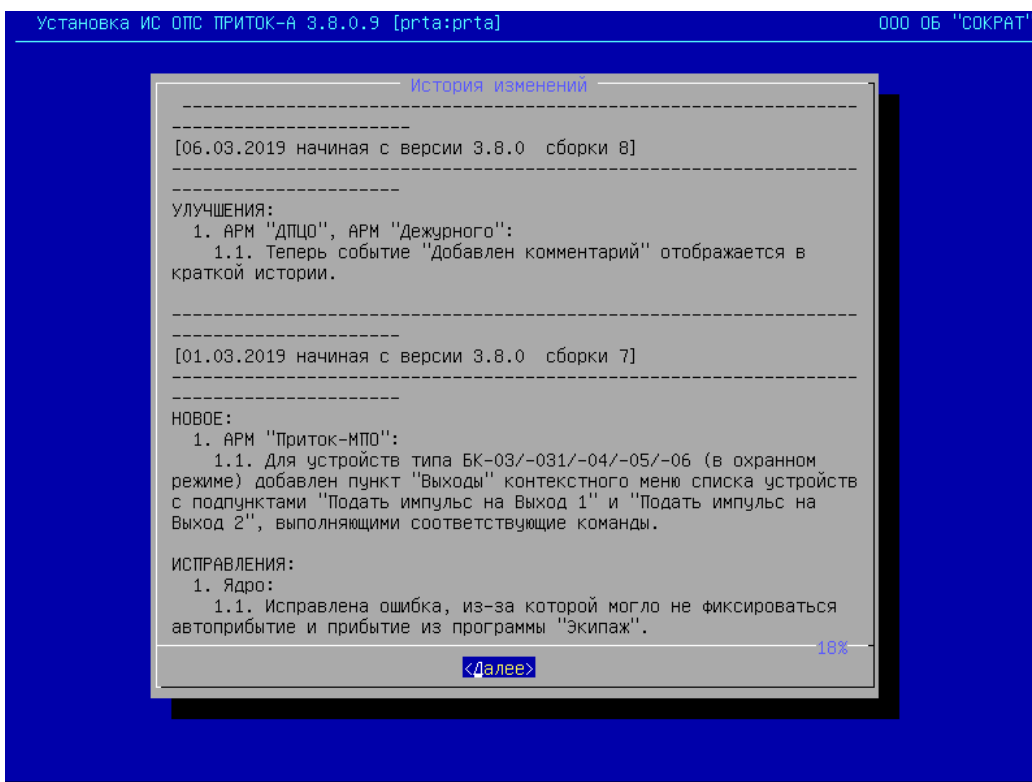 Установка ИС ОПС ПРИТОК-А 3.8.0.9 [prta:prta]
ООО ОБ "СОКРАТ"
История изменений
-----------------------------------------------------------------
-----------------------
[06.03.2019 начиная с версии 3.8.0  сборки 8]
------------------------------------------------------------------
----------------------
УЛУЧШЕНИЯ:
1. АРМ "ДПЦО", АРМ "Дежурного":
1.1. Теперь событие "Добавлен комментарий" отображается в
краткой истории.
------------------------------------------------------------------
----------------------
[01.03.2019 начиная с версии 3.8.0  сборки 7]
------------------------------------------------------------------
----------------------
НОВОЕ:
1. АРМ "Приток-МПО":
1.1. Для устройств типа БК-03/-031/-04/-05/-06 (в охранном
режиме) добавлен пункт "Выходы" контекстного меню списка устройств
с подпунктами "Подать импульс на Выход 1" и "Подать импульс на
Выход 2", выполняющими соответствующие команды.
ИСПРАВЛЕНИЯ:
1. Ядро:
1.1. Исправлена ошибка, из-за которой могло не фиксироваться
автоприбытие и прибытие из программы "Экипаж".
18%
<Далее>